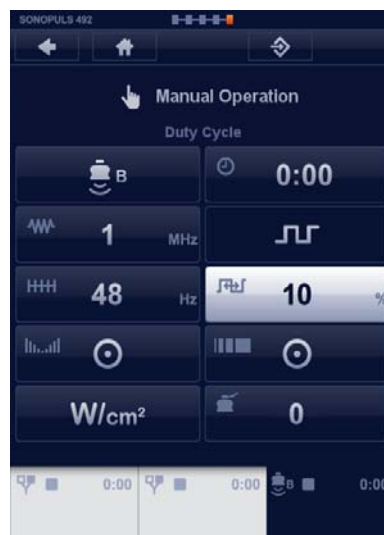 SONOPULS 492
Manual Operation
Duty Cycle
B 0:00
1 MHz
48 Hz 10 %
W/cm² 0
0:00 0:00 B 0:00